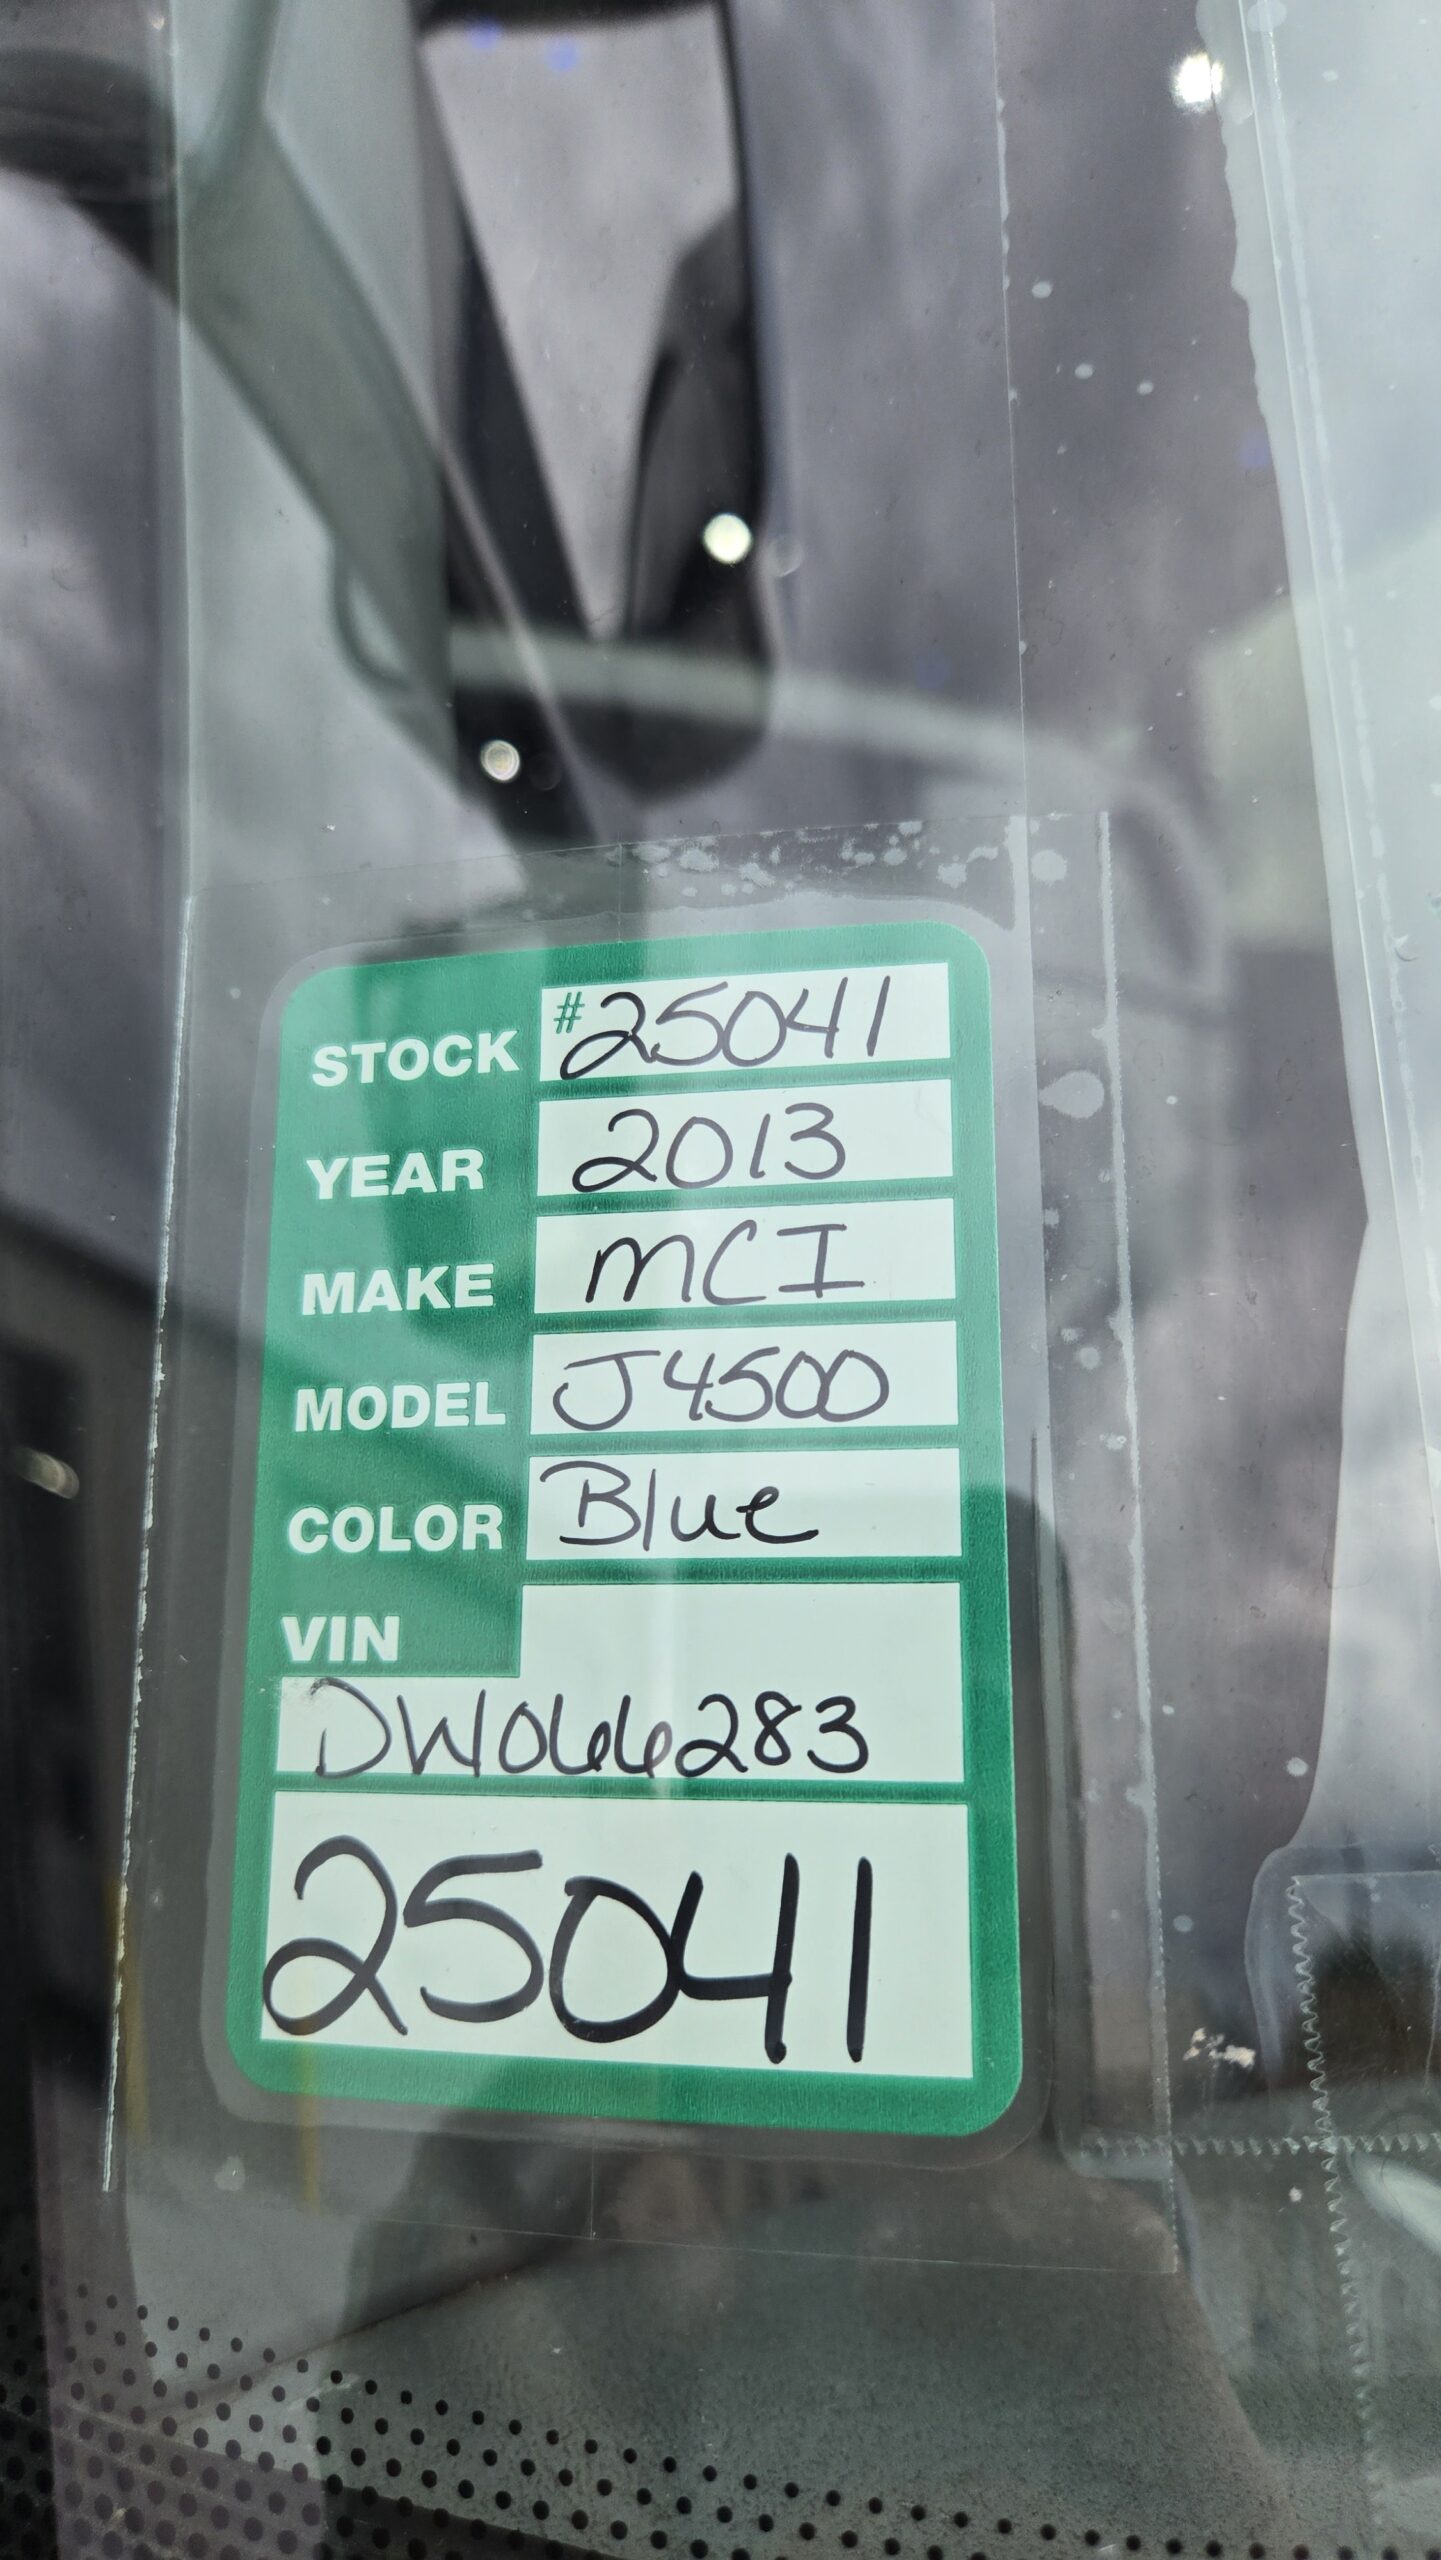 STOCK #25041
YEAR 2013
MAKE MCI
MODEL J4500
COLOR Blue
VIN
DW066283
25041